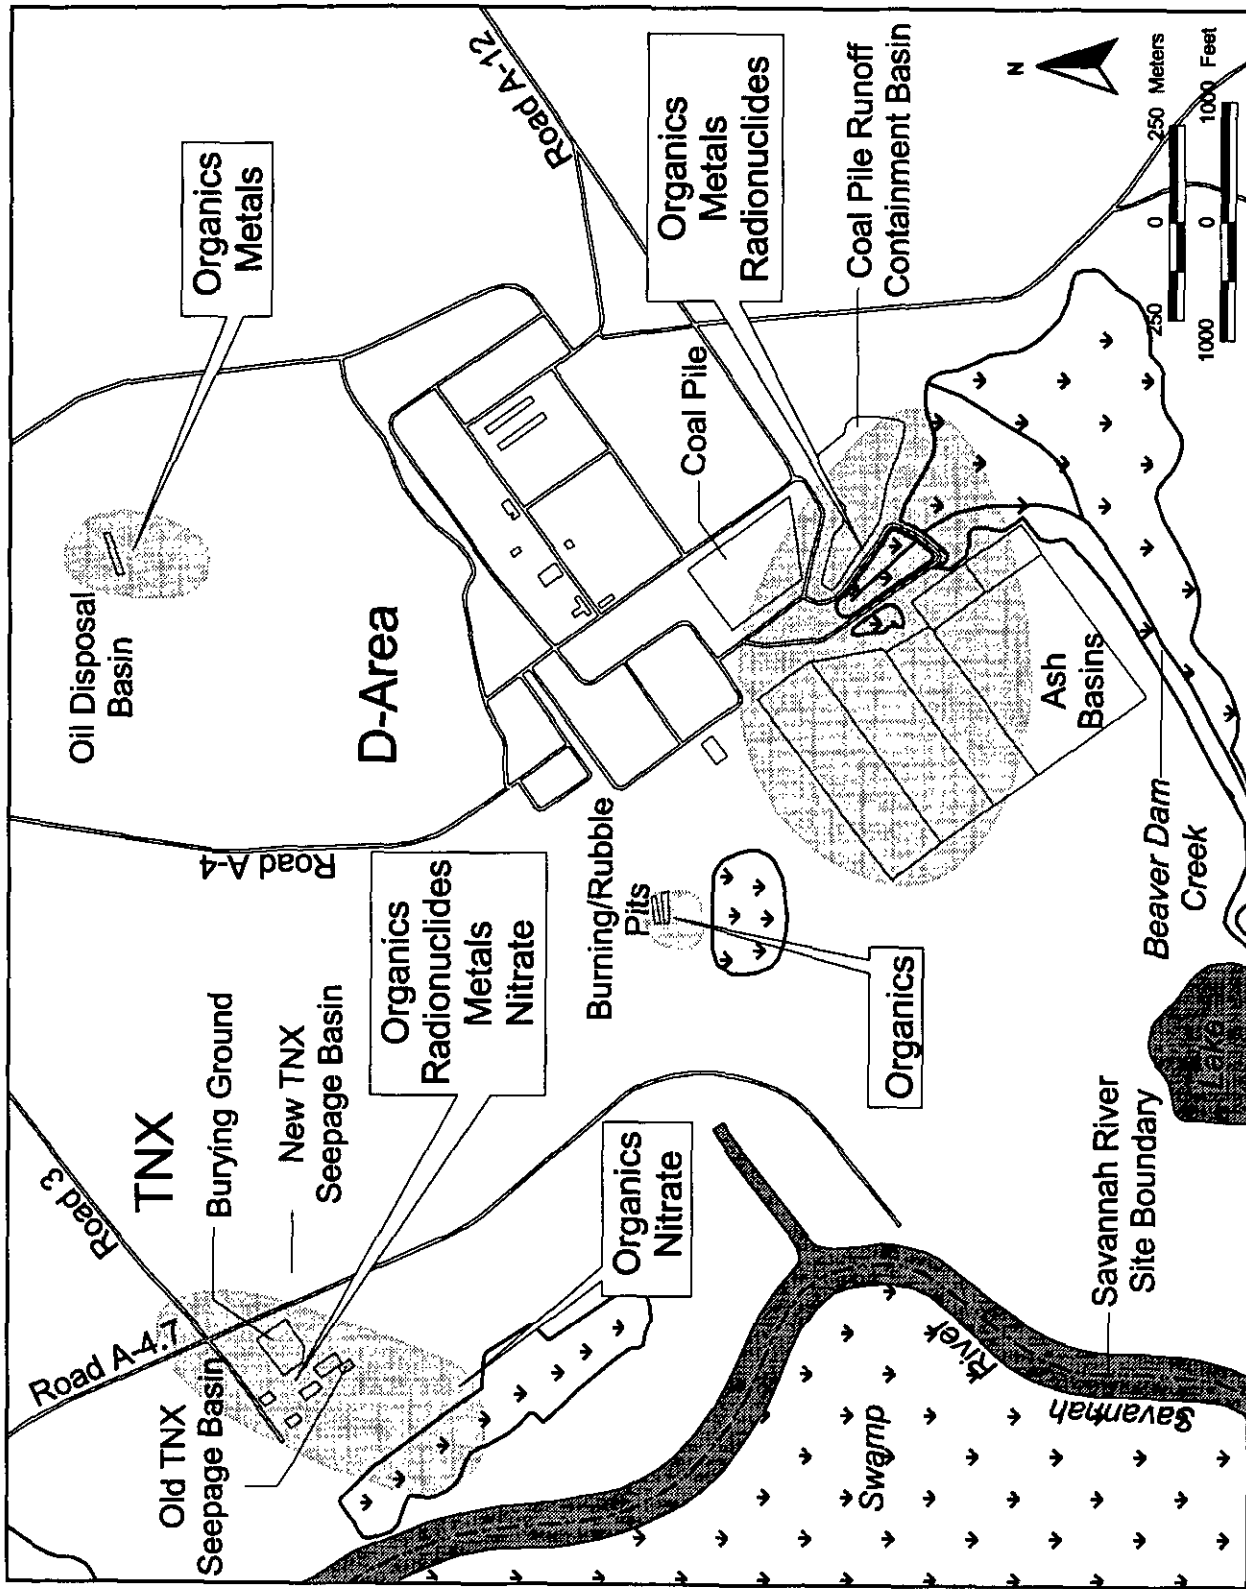 Road 3
TNX
Burying Ground
New TNX
Seepage Basin
Road A-4.7
Old TNX
Seepage Basin
Organics
Radionuclides
Metals
Nitrate
Organics
Nitrate
Road A-4
Oil Disposal
Basin
Organics
Metals
D-Area
Road A-12
Burning/Rubble
Pits
Organics
Coal Pile
Organics
Metals
Radionuclides
Coal Pile Runoff
Containment Basin
Ash
Basins
Beaver Dam
Creek
Lake
Savannah River
Site Boundary
Swamp
Savannah
River
N
250 0 250 Meters
1000 0 1000 Feet